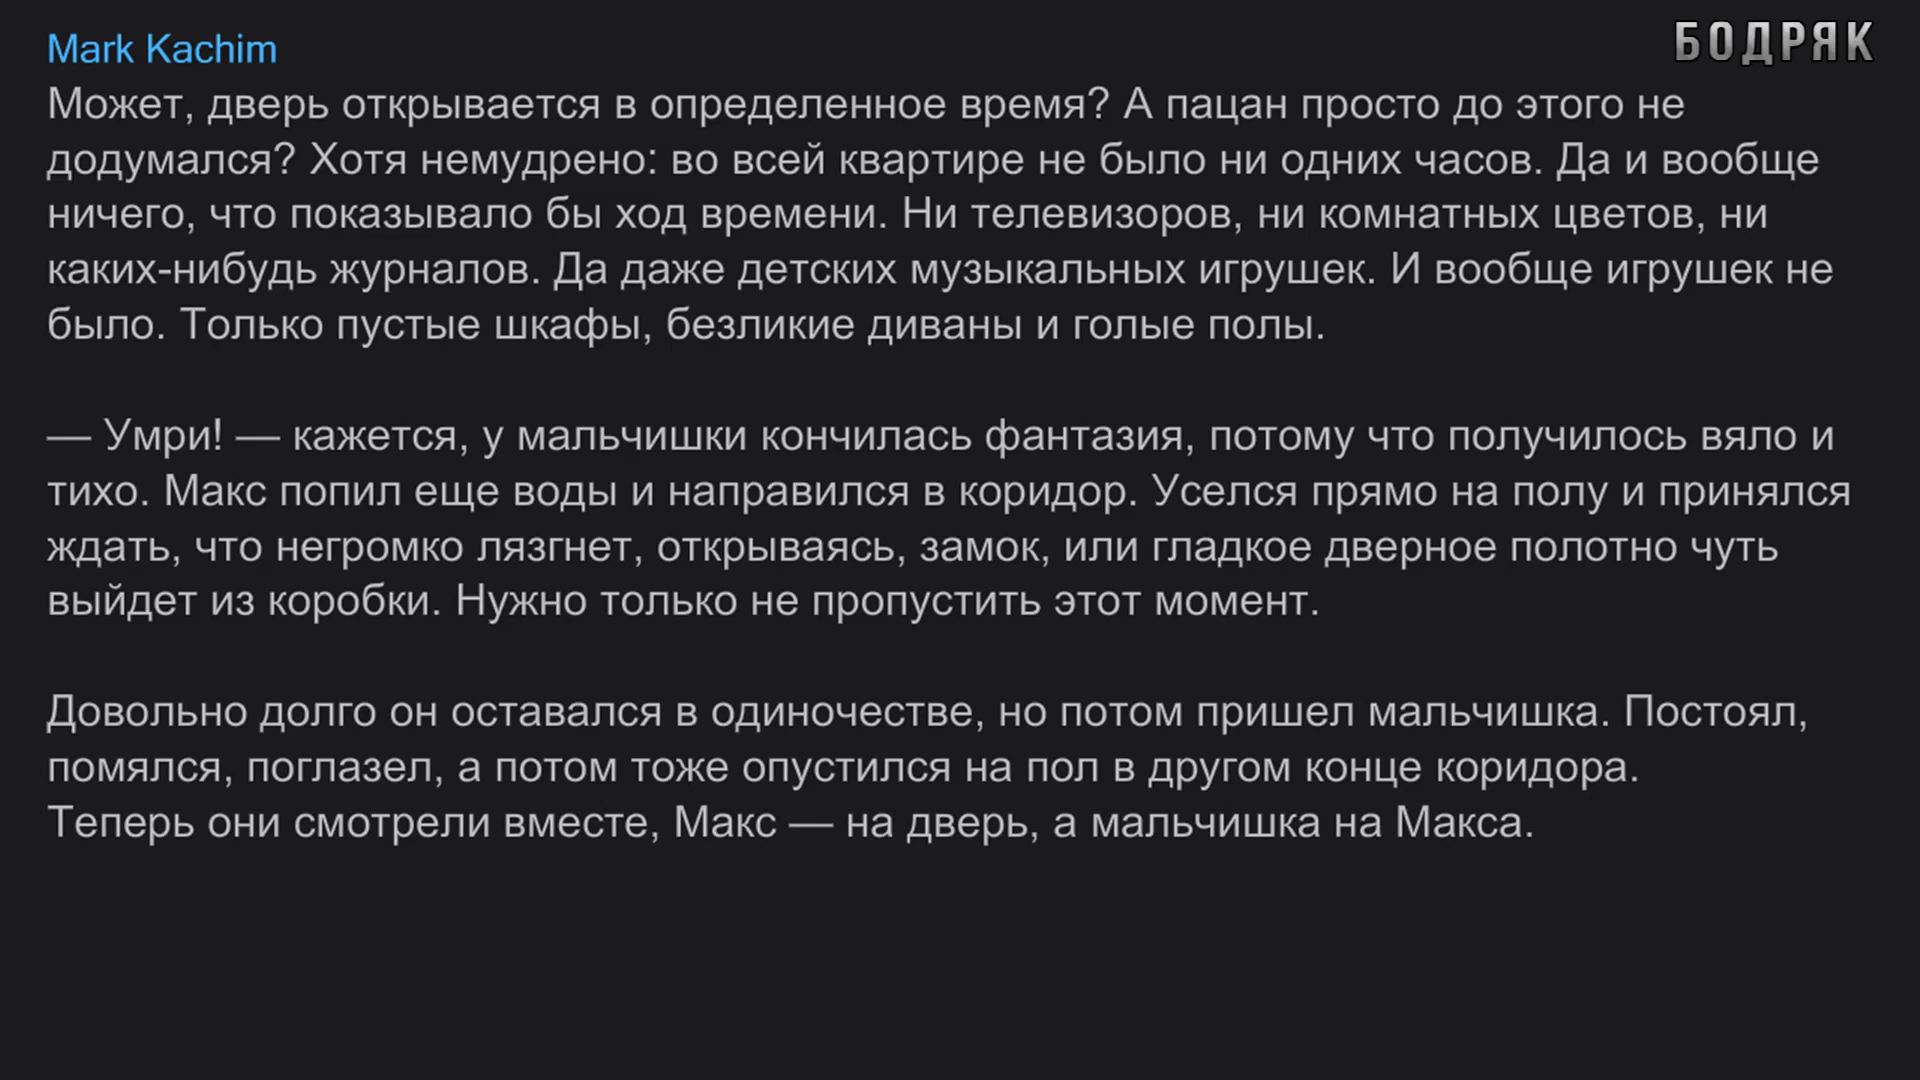 Mark Kachim
БОДРЯК
Может, дверь открывается в определенное время? А пацан просто до этого не
додумался? Хотя немудрено: во всей квартире не было ни одних часов. Да и вообще
ничего, что показывало бы ход времени. Ни телевизоров, ни комнатных цветов, ни
каких-нибудь журналов. Да даже детских музыкальных игрушек. И вообще игрушек не
было. Только пустые шкафы, безликие диваны и голые полы.
— Умри! — кажется, у мальчишки кончилась фантазия, потому что получилось вяло и
тихо. Макс попил еще воды и направился в коридор. Уселся прямо на полу и принялся
ждать, что негромко лязгнет, открываясь, замок, или гладкое дверное полотно чуть
выйдет из коробки. Нужно только не пропустить этот момент.
Довольно долго он оставался в одиночестве, но потом пришел мальчишка. Постоял,
помялся, поглазел, а потом тоже опустился на пол в другом конце коридора.
Теперь они смотрели вместе, Макс — на дверь, а мальчишка на Макса.